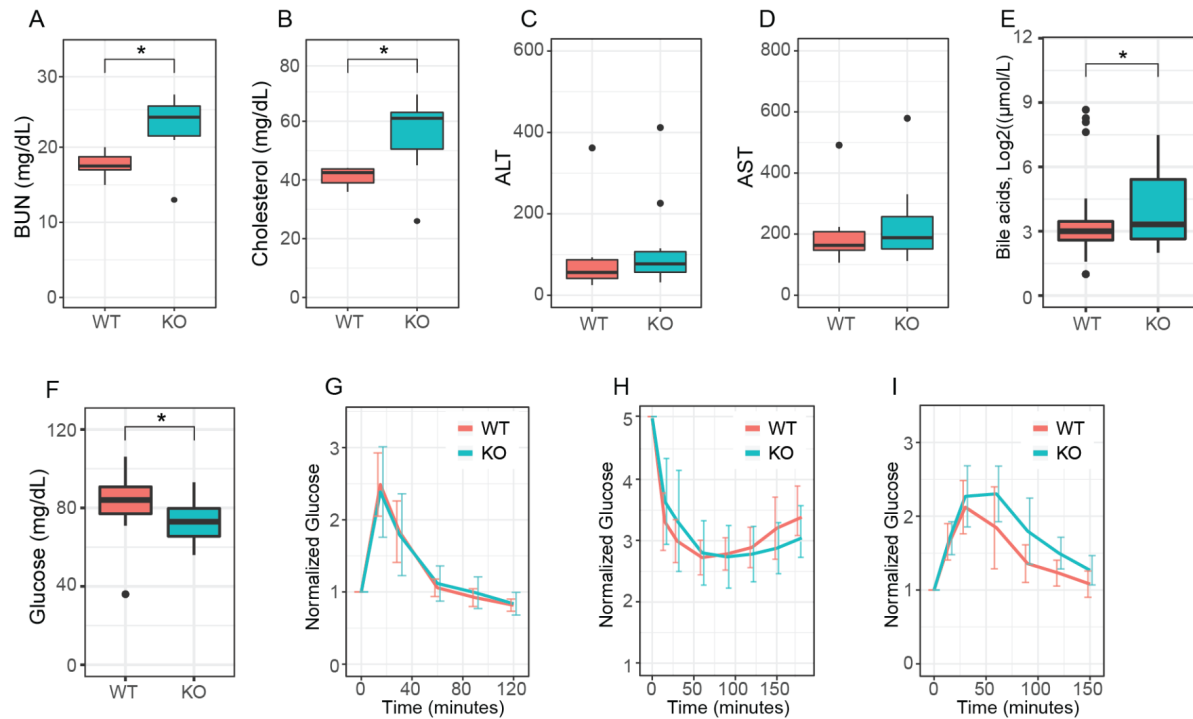 A
BUN (mg/dL)
30
20
10
0
*
WT KO
B
Cholesterol (mg/dL)
80
60
40
20
0
*
WT KO
C
ALT
600
400
200
0
WT KO
D
AST
800
600
400
200
0
WT KO
E
Bile acids, Log2((μmol/L)
12
9
6
3
0
*
WT KO
F
Glucose (mg/dL)
120
80
40
0
*
WT KO
G
Normalized Glucose
3
2
1
0
WT
KO
0 40 80 120
Time (minutes)
H
Normalized Glucose
5
4
3
2
1
WT
KO
0 50 100 150
Time (minutes)
I
Normalized Glucose
3
2
1
0
WT
KO
0 50 100 150
Time (minutes)